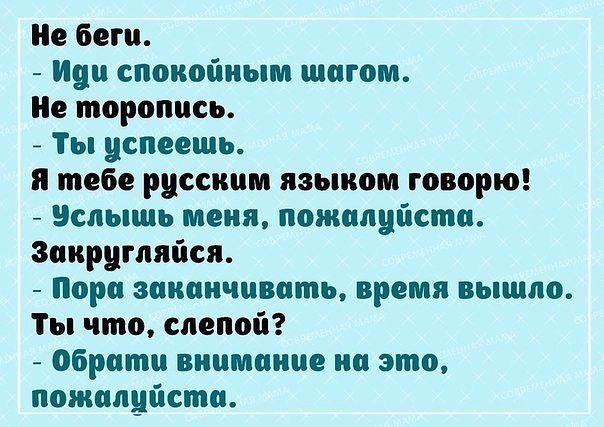 Не беги.
- Иди спокойным шагом.
Не торопись.
- Ты успеешь.
Я тебе русским языком говорю!
- Услышь меня, пожалуйста.
Закругляйся.
- Пора заканчивать, время вышло.
Ты что, слепой?
- Обрати внимание на это,
пожалуйста.